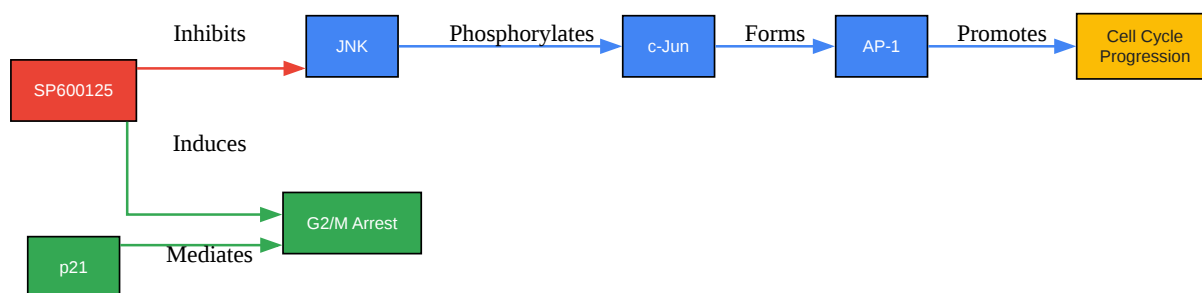 Inhibits
JNK
Phosphorylates
c-Jun
Forms
AP-1
Promotes
Cell Cycle
Progression
SP600125
Induces
G2/M Arrest
Mediates
p21